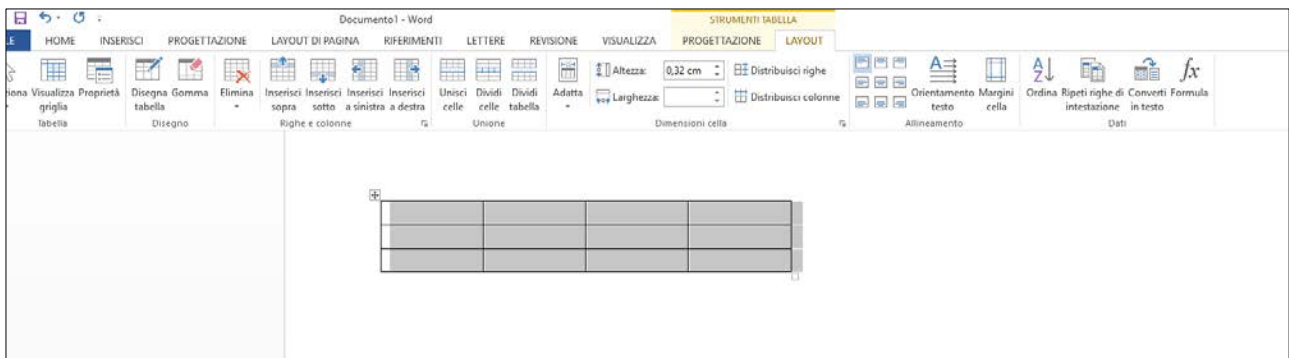 Documento1 - Word
STRUMENTI TABELLA
HOME INSERISCI PROGETTAZIONE LAYOUT DI PAGINA RIFERIMENTI LETTERE REVISIONE VISUALIZZA PROGETTAZIONE LAYOUT
Visualizza griglia
Proprietà
Disegna tabella
Gomma
Elimina
Inserisci sopra
Inserisci sotto
Inserisci a sinistra
Inserisci a destra
Unisci celle
Dividi celle
Dividi tabella
Adatta
Altezza: 0,32 cm
Larghezza:
Distribuisci righe
Distribuisci colonne
Orientamento testo
Margini cella
Ordina
Ripeti righe di intestazione
Converti in testo
fx
Formula
Tabella
Disegno
Righe e colonne
Unione
Dimensioni cella
Allineamento
Dati